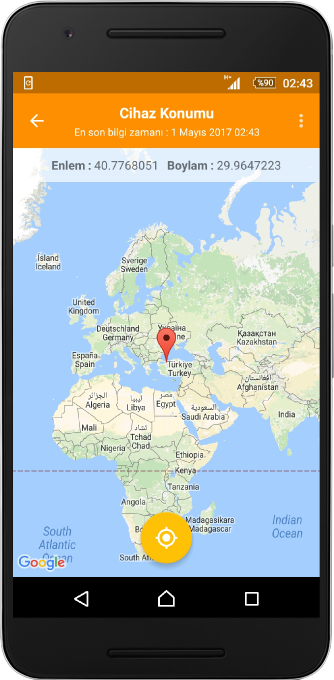 H+ %90 02:43
Cihaz Konumu
En son bilgi zamanı : 1 Mayıs 2017 02:43
Enlem : 40.7768051 Boylam : 29.9647223
Ísland
Iceland
Sverige
Sweden
United
Kingdom
Deutschland
Germany
Україна
Қазақстан
Kazakhstan
España
Spain
Türkiye
Turkey
افغانستان
Afghanistan
الجزائر
Algeria
ليبيا
Libya
مصر
Egypt
السعودية
Saudi Arabia
India
Mali
تشاد
Chad
Nigeria
Ethiopia
Kenya
Tanzania
Angola
Madagasikara
Madagascar
South
Atlantic
Ocean
Indian
Ocean
South Af
Google